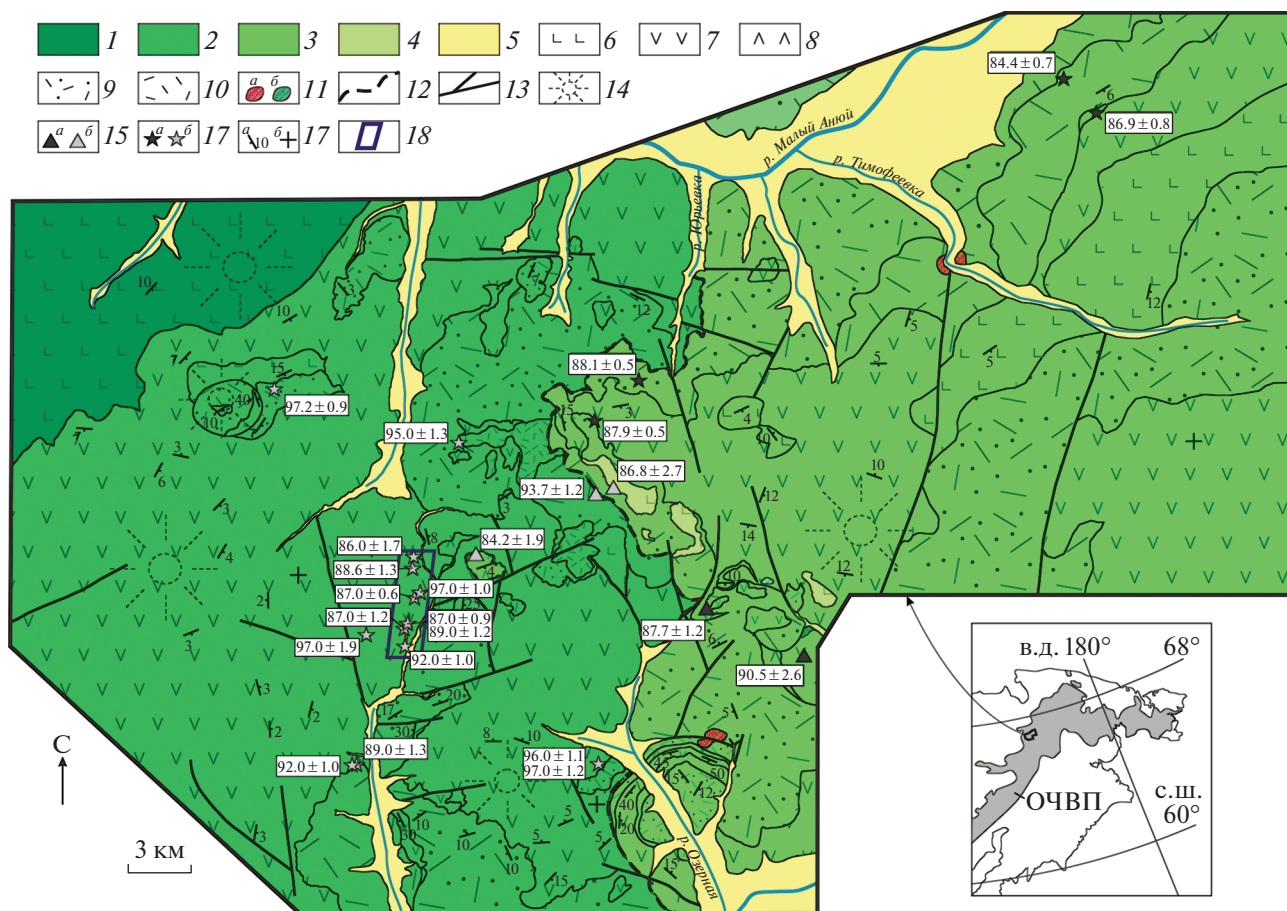 1 2 3 4 5 6 7 8
9 10 а б 11 12 13 14
а б 15 а б 17 а 10 б 17 18
84.4 ± 0.7
86.9 ± 0.8
р. Малый Анюй
р. Тимофеевка
р. Юрьевка
88.1 ± 0.5
97.2 ± 0.9
87.9 ± 0.5
95.0 ± 1.3
86.8 ± 2.7
93.7 ± 1.2
84.2 ± 1.9
86.0 ± 1.7
88.6 ± 1.3
97.0 ± 1.0
87.0 ± 0.6
87.0 ± 1.2
87.0 ± 0.9
89.0 ± 1.2
87.7 ± 1.2
97.0 ± 1.9
92.0 ± 1.0
90.5 ± 2.6
89.0 ± 1.3
92.0 ± 1.0
96.0 ± 1.1
97.0 ± 1.2
р. Озерная
С
3 км
в.д. 180°
68°
ОЧВП
с.ш.
60°